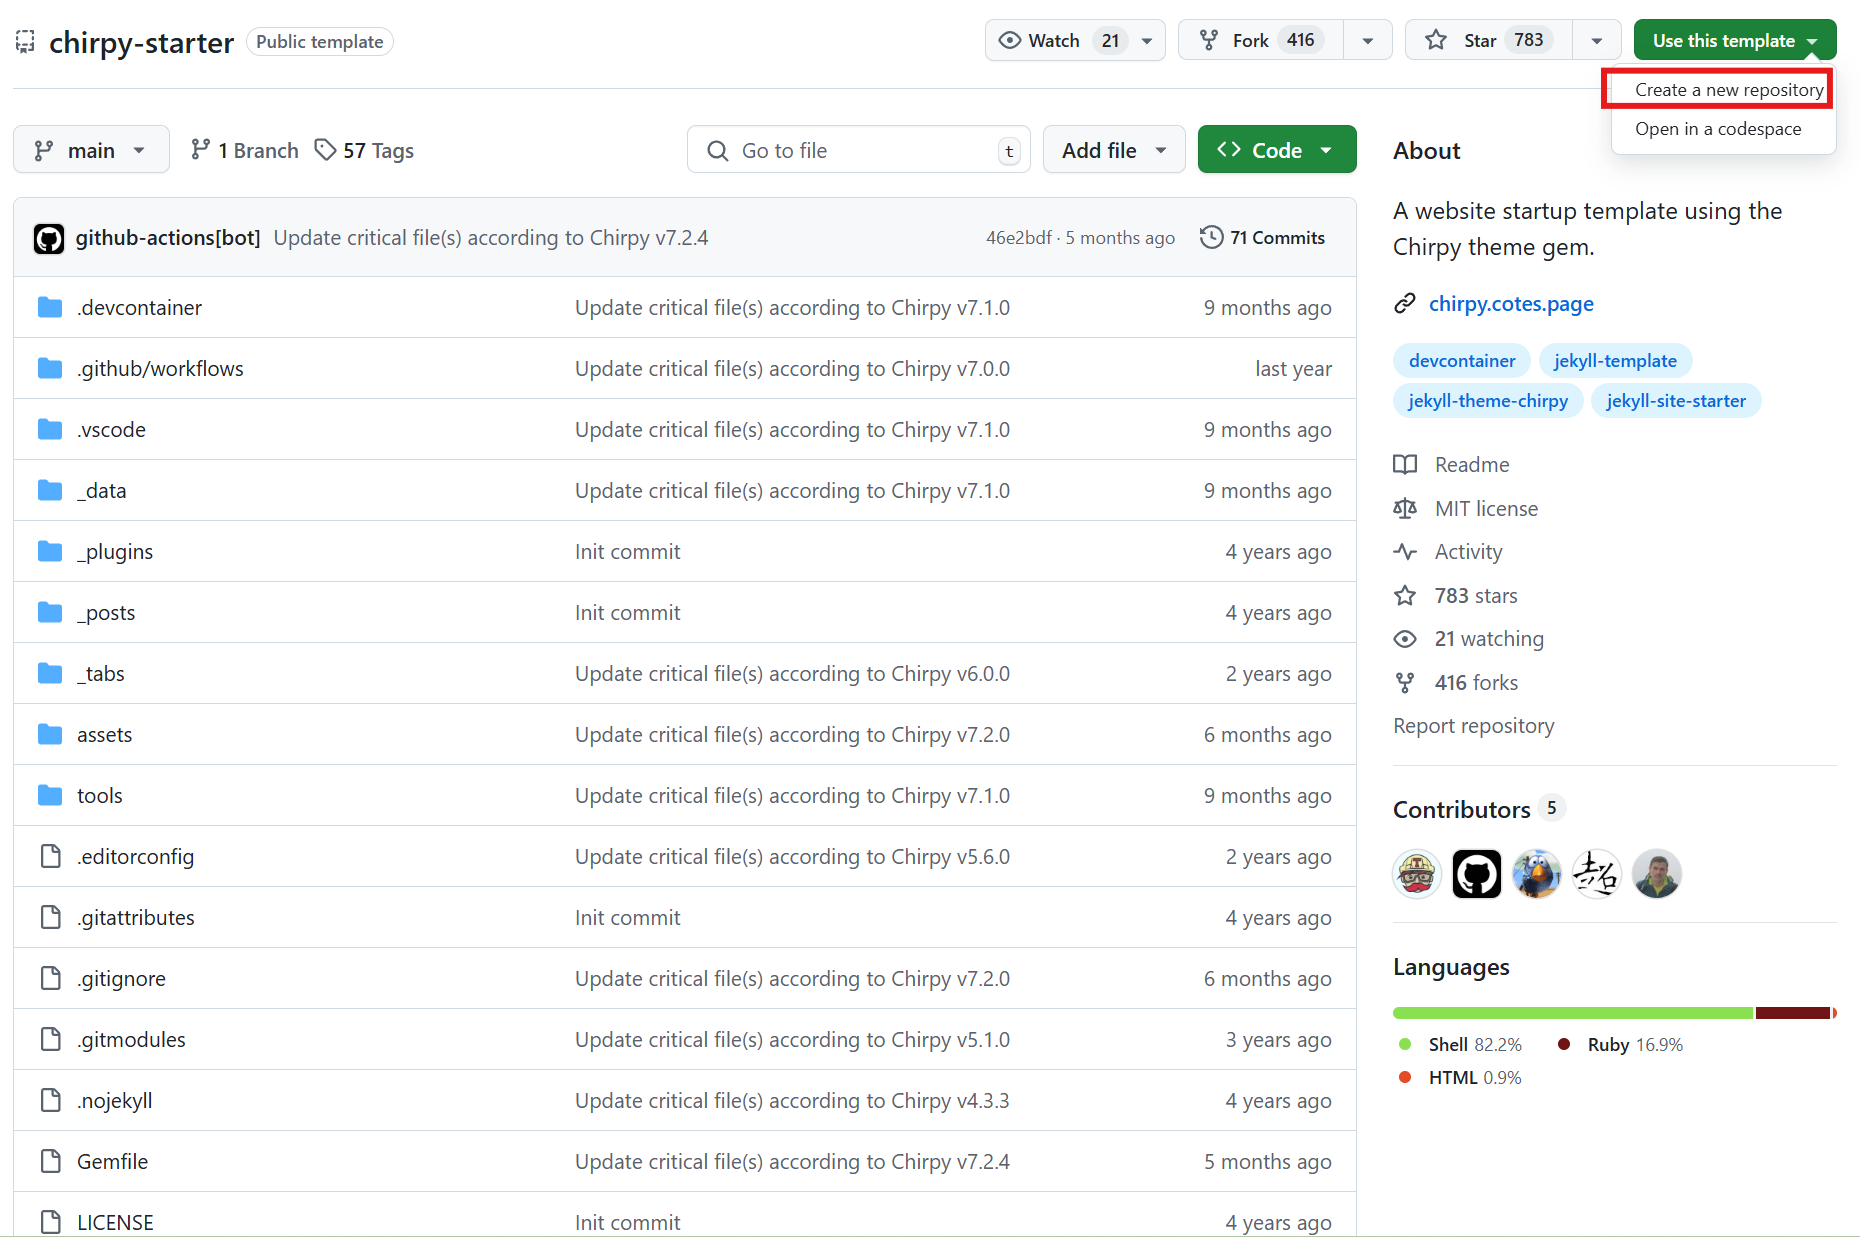 chirpy-starter Public template Watch 21 Fork 416 Star 783 Use this template
Create a new repository
Open in a codespace
main 1 Branch 57 Tags Go to file t Add file Code
github-actions[bot] Update critical file(s) according to Chirpy v7.2.4 46e2bdf · 5 months ago 71 Commits
.devcontainer Update critical file(s) according to Chirpy v7.1.0 9 months ago
.github/workflows Update critical file(s) according to Chirpy v7.0.0 last year
.vscode Update critical file(s) according to Chirpy v7.1.0 9 months ago
_data Update critical file(s) according to Chirpy v7.1.0 9 months ago
_plugins Init commit 4 years ago
_posts Init commit 4 years ago
_tabs Update critical file(s) according to Chirpy v6.0.0 2 years ago
assets Update critical file(s) according to Chirpy v7.2.0 6 months ago
tools Update critical file(s) according to Chirpy v7.1.0 9 months ago
.editorconfig Update critical file(s) according to Chirpy v5.6.0 2 years ago
.gitattributes Init commit 4 years ago
.gitignore Update critical file(s) according to Chirpy v7.2.0 6 months ago
.gitmodules Update critical file(s) according to Chirpy v5.1.0 3 years ago
.nojekyll Update critical file(s) according to Chirpy v4.3.3 4 years ago
Gemfile Update critical file(s) according to Chirpy v7.2.4 5 months ago
LICENSE Init commit 4 years ago
About
A website startup template using the
Chirpy theme gem.
chirpy.cotes.page
devcontainer jekyll-template
jekyll-theme-chirpy jekyll-site-starter
Readme
MIT license
Activity
783 stars
21 watching
416 forks
Report repository
Contributors 5
Languages
Shell 82.2% Ruby 16.9%
HTML 0.9%